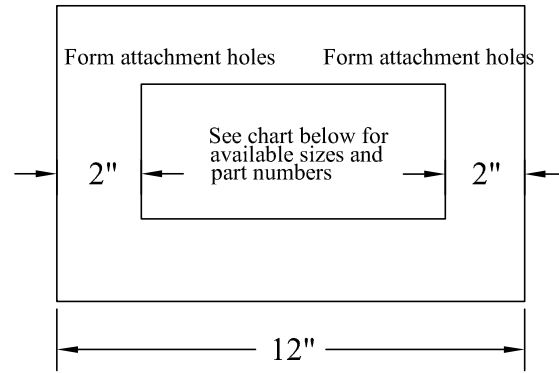 Form attachment holes
Form attachment holes
See chart below for
available sizes and
part numbers
2"
2"
12"